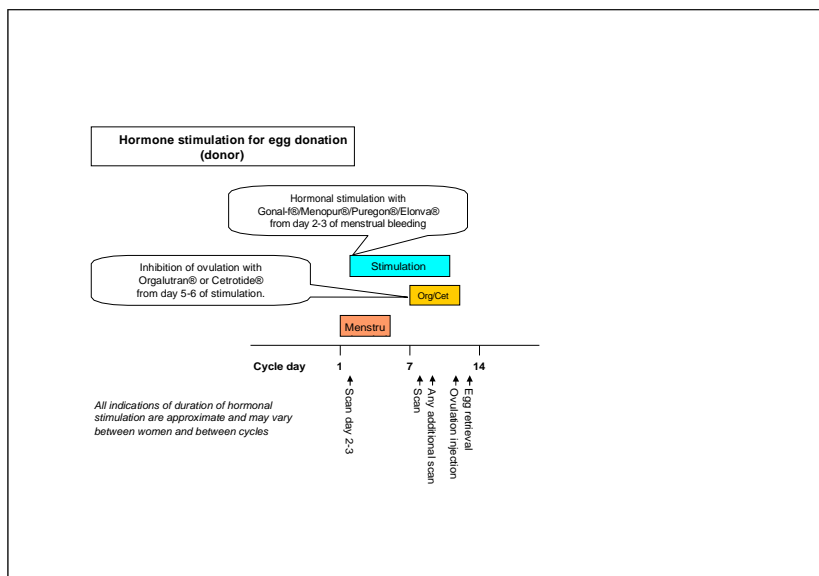 Hormone stimulation for egg donation
(donor)
Hormonal stimulation with
Gonal-f®/Menopur®/Puregon®/Elonva®
from day 2-3 of menstrual bleeding
Stimulation
Inhibition of ovulation with
Orgalutran® or Cetrotide®
from day 5-6 of stimulation.
Org/Cet
Menstru
Cycle day
1
7
14
All indications of duration of hormonal
stimulation are approximate and may vary
between women and between cycles
Scan day 2-3
Scan
Any additional scan
Ovulation injection
Egg retrieval